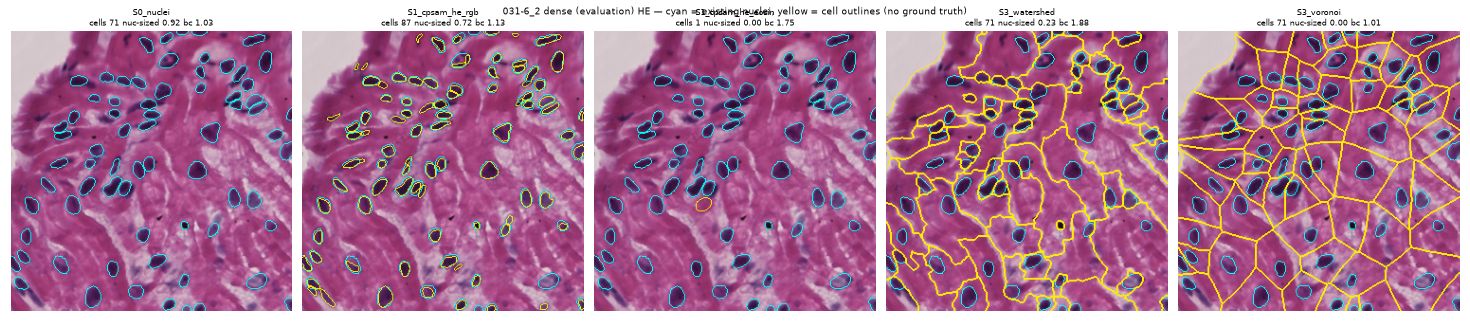 031-6_2 dense (evaluation) HE — cyan = existing nuclei, yellow = cell outlines (no ground truth)
S0_nuclei
cells 71 nuc-sized 0.92 bc 1.03
S1_cpsam_he_rgb
cells 87 nuc-sized 0.72 bc 1.13
cells 1 nuc-sized 0.00 bc 1.75
S3_watershed
cells 71 nuc-sized 0.23 bc 1.88
S3_voronoi
cells 71 nuc-sized 0.00 bc 1.01